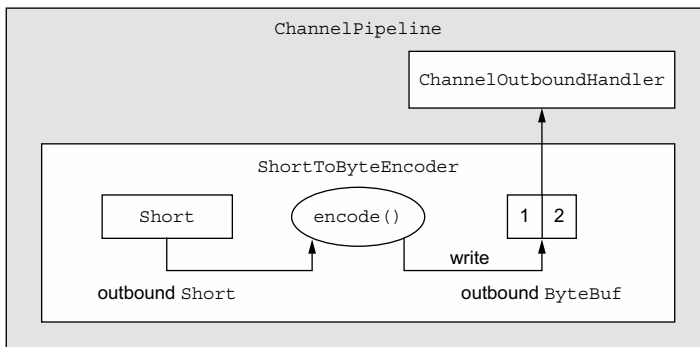 ChannelPipeline
ChannelOutboundHandler
ShortToByteEncoder
Short
encode()
1 2
write
outbound Short
outbound ByteBuf